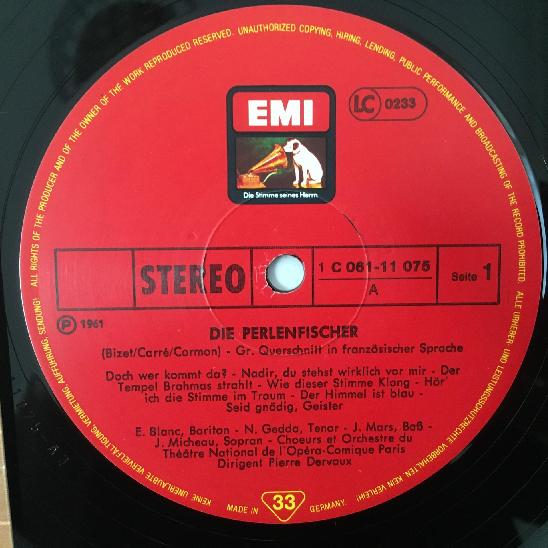 ALL RIGHTS OF THE PRODUCER AND OF THE OWNER OF THE WORK REPRODUCED RESERVED. UNAUTHORIZED COPYING, HIRING, LENDING, PUBLIC PERFORMANCE AND BROADCASTING OF THE RECORD PROHIBITED.
EMI
LC 0233
Die Stimme seines Herrn
STEREO
1 C 061-11 075
A
Seite 1
P 1961
DIE PERLENFISCHER
(Bizet/Carré/Cormon) - Gr. Querschnitt in französischer Sprache
Doch wer kommt da? - Nadir, du stehst wirklich vor mir - Der
Tempel Brahmas strahlt - Wie dieser Stimme Klang - Hör'
ich die Stimme im Traum - Der Himmel ist blau -
Seid gnädig, Geister
E. Blanc, Bariton - N. Gedda, Tenor - J. Mars, Baß -
J. Micheau, Sopran - Choeurs et Orchestre du
Théâtre National de l'Opéra-Comique Paris
Dirigent Pierre Dervaux
ALLE URHEBER- UND LEISTUNGSSCHUTZRECHTE VORBEHALTEN. KEIN VERLEIH! KEINE UNERLAUBTE VERVIELFÄLTIGUNG, VERMIETUNG, AUFFÜHRUNG, SENDUNG!
MADE IN
33
GERMANY